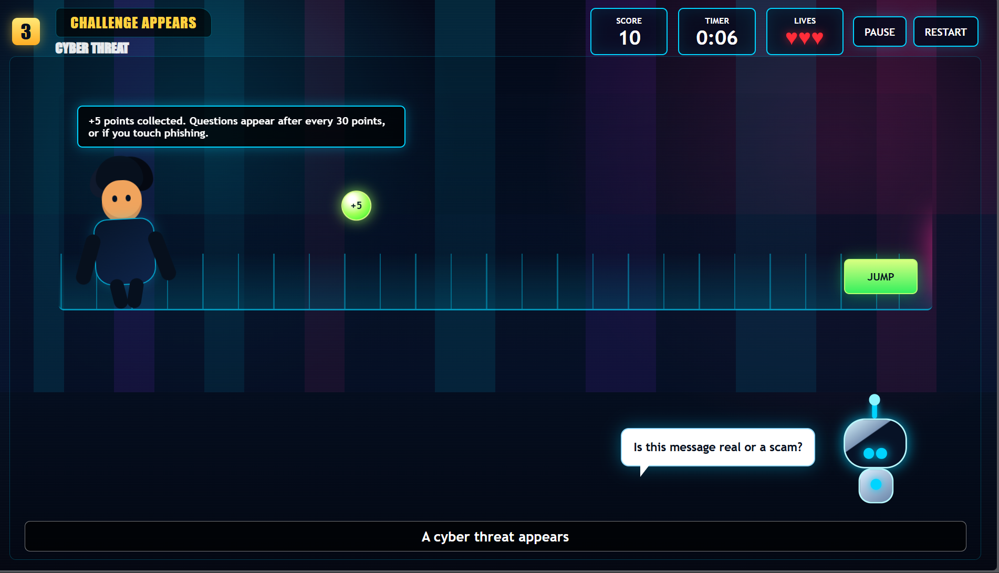 3
CHALLENGE APPEARS
CYBER THREAT
SCORE
10
TIMER
0:06
LIVES
♥♥♥
PAUSE
RESTART
+5 points collected. Questions appear after every 30 points,
or if you touch phishing.
+5
JUMP
Is this message real or a scam?
A cyber threat appears